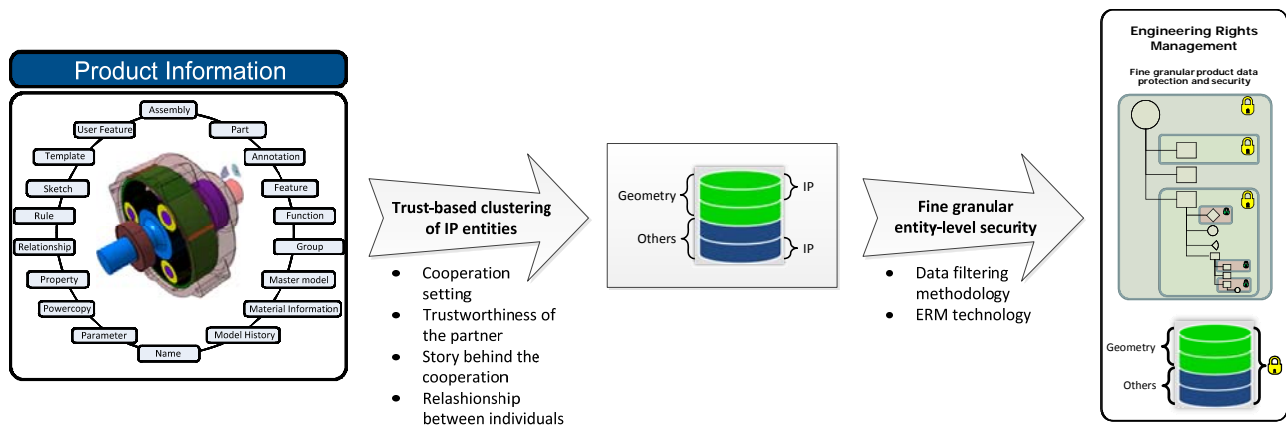 Product Information
Assembly
User Feature
Part
Template
Annotation
Sketch
Feature
Rule
Function
Relationship
Group
Property
Master model
Powercopy
Material Information
Parameter
Model History
Name
Trust-based clustering
of IP entities
● Cooperation
setting
● Trustworthiness of
the partner
● Story behind the
cooperation
● Relashionship
between individuals
Geometry
IP
Others
IP
Fine granular
entity-level security
● Data filtering
methodology
● ERM technology
Engineering Rights
Management
Fine granular product data
protection and security
Geometry
Others